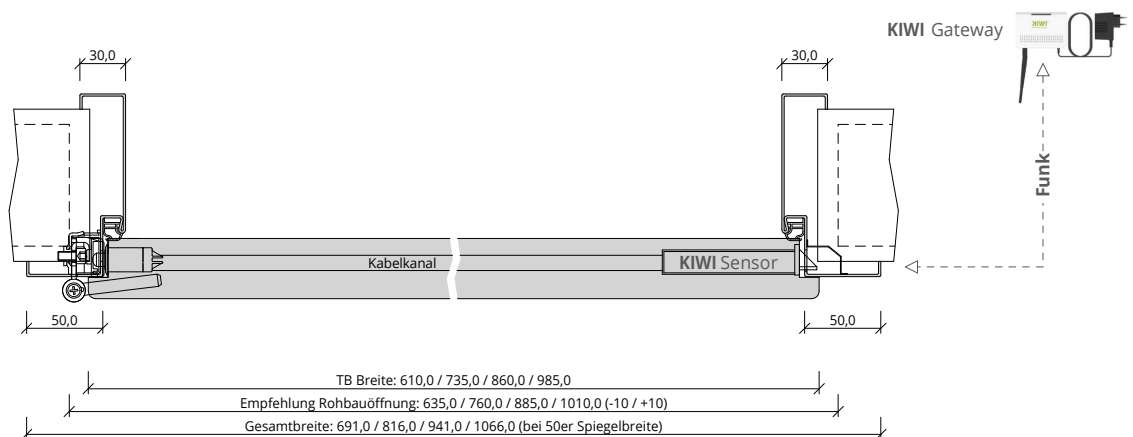 KIWI Gateway
KIWI
30,0
30,0
Funk
Kabelkanal
KIWI Sensor
50,0
50,0
TB Breite: 610,0 / 735,0 / 860,0 / 985,0
Empfehlung Rohbauöffnung: 635,0 / 760,0 / 885,0 / 1010,0 (-10 / +10)
Gesamtbreite: 691,0 / 816,0 / 941,0 / 1066,0 (bei 50er Spiegelbreite)